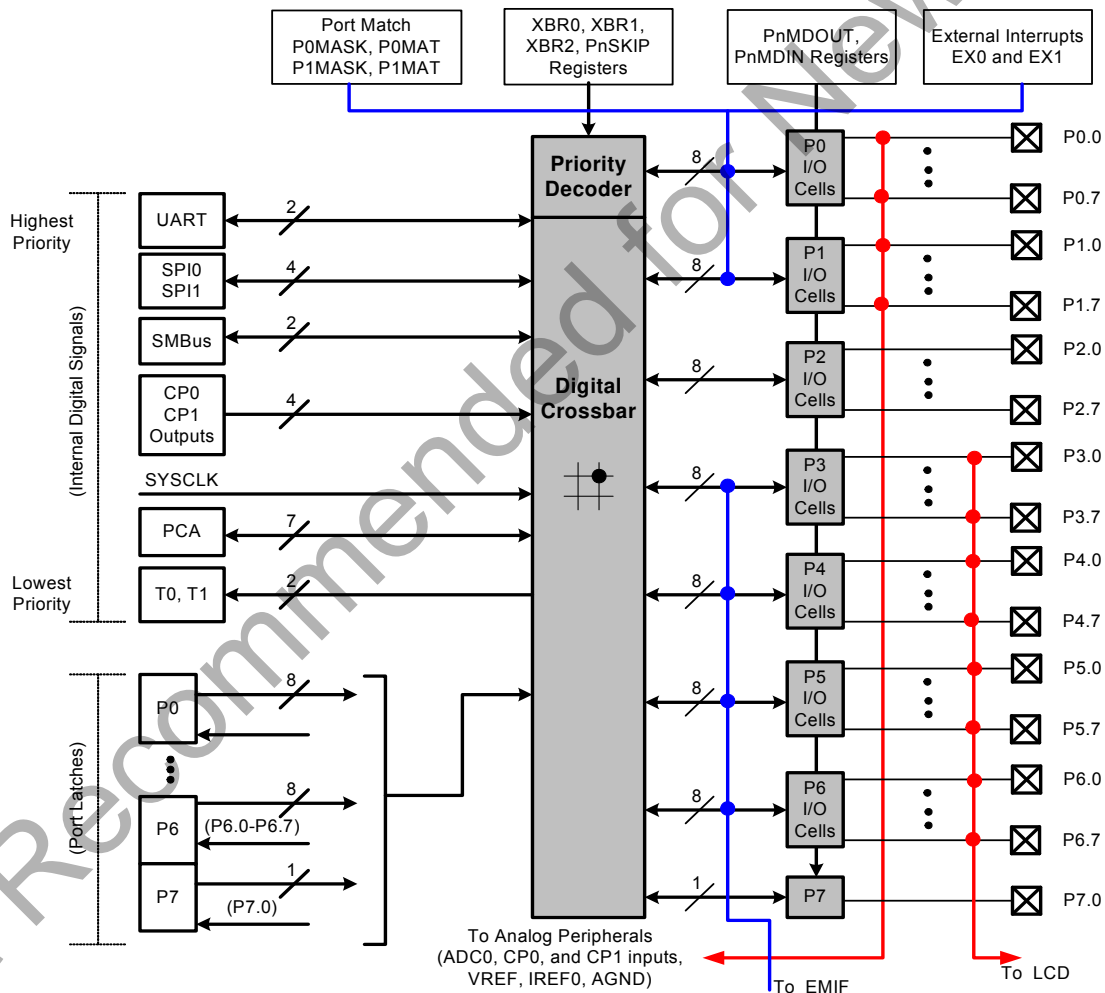 Port Match
P0MASK, P0MAT
P1MASK, P1MAT
XBR0, XBR1,
XBR2, PnSKIP
Registers
PnMDOUT,
PnMDIN Registers
External Interrupts
EX0 and EX1
Highest
Priority
(Internal Digital Signals)
Lowest
Priority
UART
2
SPI0
SPI1
4
SMBus
2
CP0
CP1
Outputs
4
SYSCLK
PCA
7
T0, T1
2
(Port Latches)
P0
8
P6
8
(P6.0-P6.7)
P7
1
(P7.0)
Priority
Decoder
Digital
Crossbar
8
P0
I/O
Cells
P0.0
P0.7
8
P1
I/O
Cells
P1.0
P1.7
8
P2
I/O
Cells
P2.0
P2.7
8
P3
I/O
Cells
P3.0
P3.7
8
P4
I/O
Cells
P4.0
P4.7
8
P5
I/O
Cells
P5.0
P5.7
8
P6
I/O
Cells
P6.0
P6.7
1
P7
P7.0
To Analog Peripherals
(ADC0, CP0, and CP1 inputs,
VREF, IREF0, AGND)
To EMIF
To LCD
Recommended for New